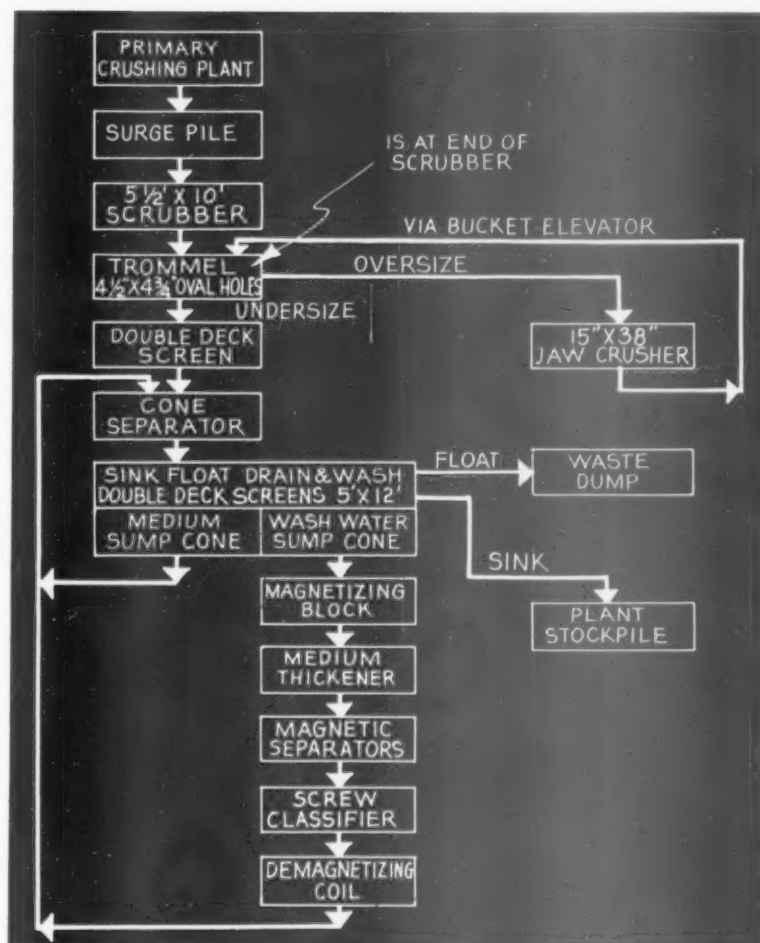 PRIMARY
CRUSHING PLANT
SURGE PILE
IS AT END OF
SCRUBBER
5½' X 10'
SCRUBBER
VIA BUCKET ELEVATOR
TROMMEL
4½"X4¾" OVAL HOLES
OVERSIZE
UNDERSIZE
DOUBLE DECK
SCREEN
15"X38"
JAW CRUSHER
CONE
SEPARATOR
SINK FLOAT DRAIN & WASH
DOUBLE DECK SCREENS 5'X12'
FLOAT
WASTE
DUMP
MEDIUM
SUMP CONE
WASH WATER
SUMP CONE
SINK
MAGNETIZING
BLOCK
PLANT
STOCKPILE
MEDIUM
THICKENER
MAGNETIC
SEPARATORS
SCREW
CLASSIFIER
DEMAGNETIZING
COIL